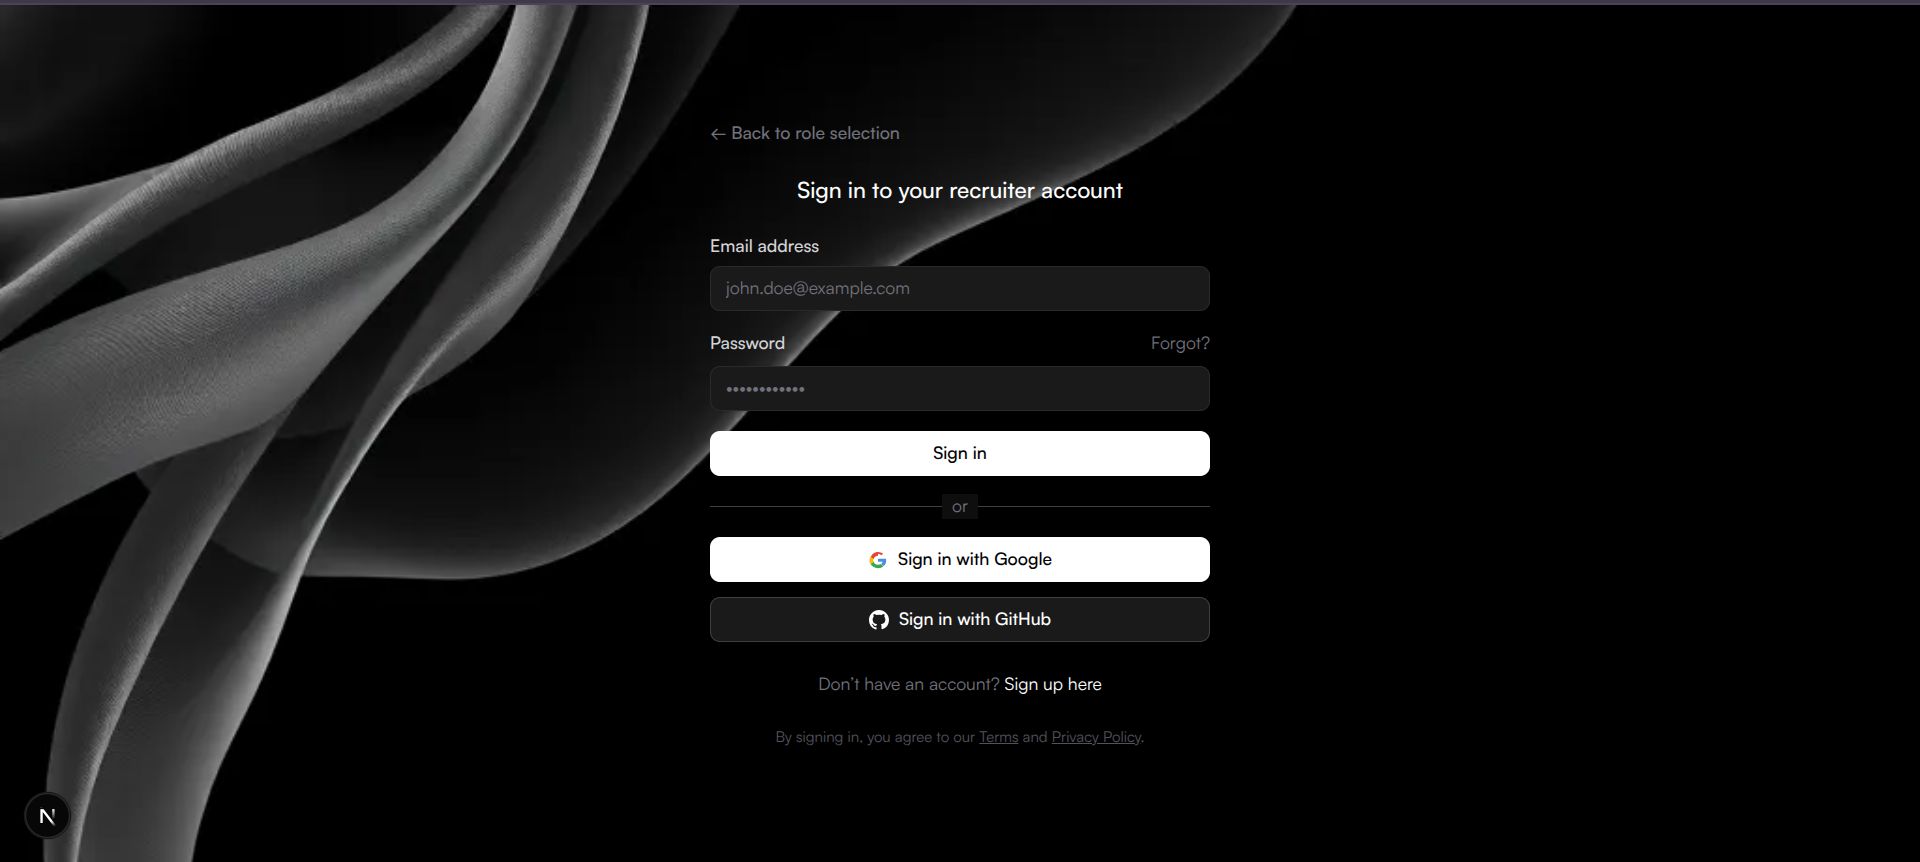 ← Back to role selection
Sign in to your recruiter account
Email address
john.doe@example.com
Password Forgot?
••••••••••••
Sign in
or
Sign in with Google
Sign in with GitHub
Don't have an account? Sign up here
By signing in, you agree to our Terms and Privacy Policy.
N